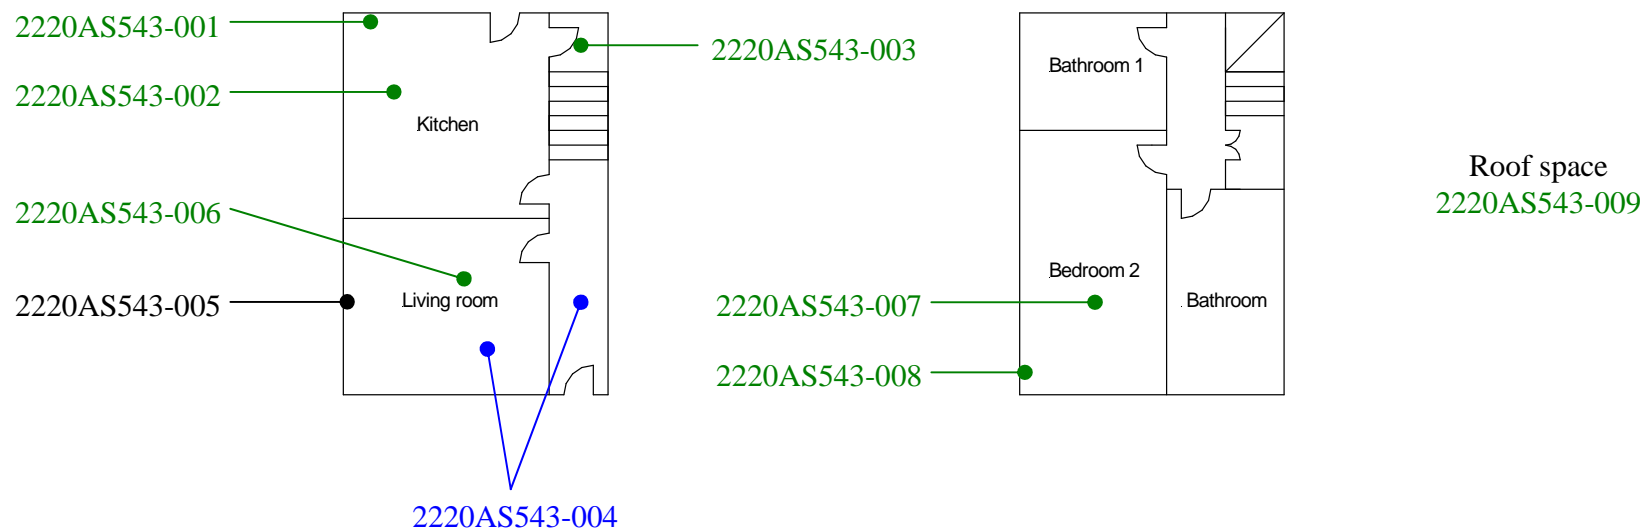 2220AS543-001
2220AS543-003
Bathroom 1
2220AS543-002
Kitchen
Roof space
2220AS543-009
2220AS543-006
Bedroom 2
2220AS543-005
Living room
2220AS543-007
Bathroom
2220AS543-008
2220AS543-004